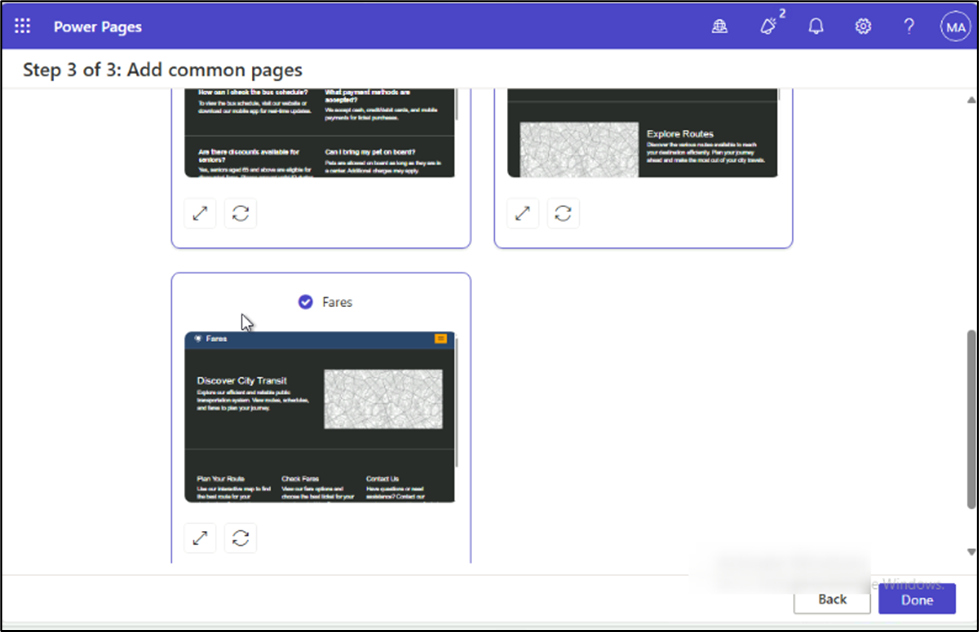 Power Pages
2
MA
Step 3 of 3: Add common pages
How can I check the bus schedule?
To view the bus schedule, visit our website or
download our mobile app for real-time updates.
What payment methods are
accepted?
We accept cash, credit/debit cards, and mobile
payments for ticket purchase.
Are there discounts available for
seniors?
Yes, seniors aged 65 and above are eligible for
Can I bring my pet on board?
Pets are allowed on board as long as they are in
a carrier. Additional charges may apply.
Explore Routes
Discover the various routes available to reach
your destination efficiently. Plan your journey
ahead and make the most out of your city travels.
Fares
Fares
Discover City Transit
Explore our efficient and reliable public
transportation system. View routes, schedules,
and fares to plan your journey.
Plan Your Route
Use our interactive map to find
the best route for your
Check Fares
View our fare options and
choose the best ticket for your
Contact Us
Have questions or need
assistance? Contact our
e Windows.
Back
Done